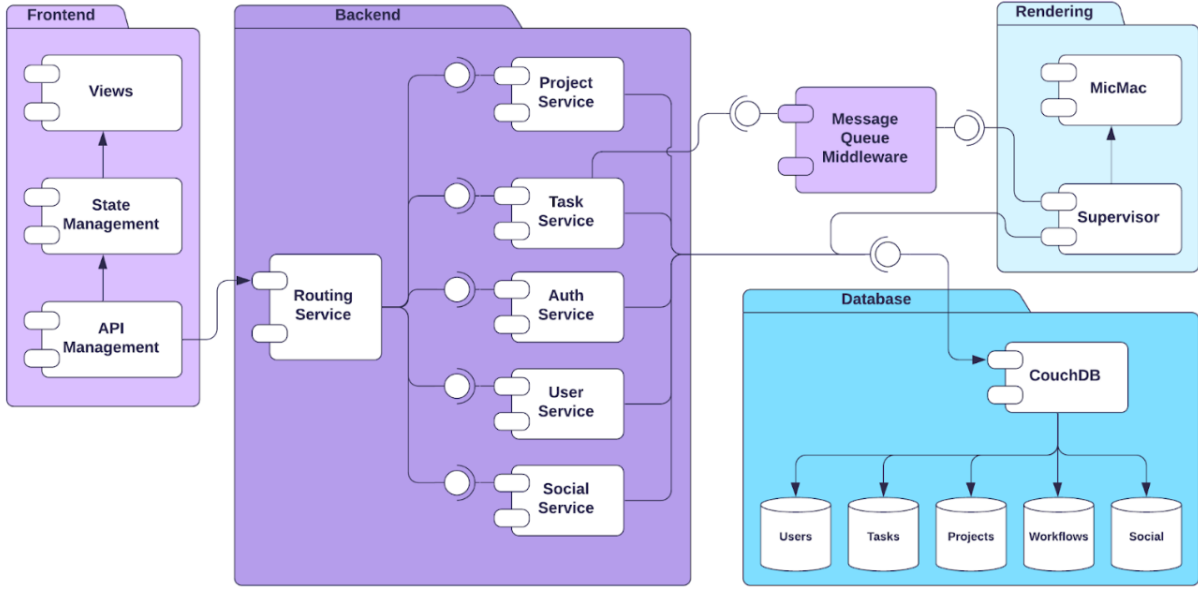 Frontend
Views
State
Management
API
Management
Backend
Routing
Service
Project
Service
Task
Service
Auth
Service
User
Service
Social
Service
Message
Queue
Middleware
Rendering
MicMac
Supervisor
Database
CouchDB
Users
Tasks
Projects
Workflows
Social